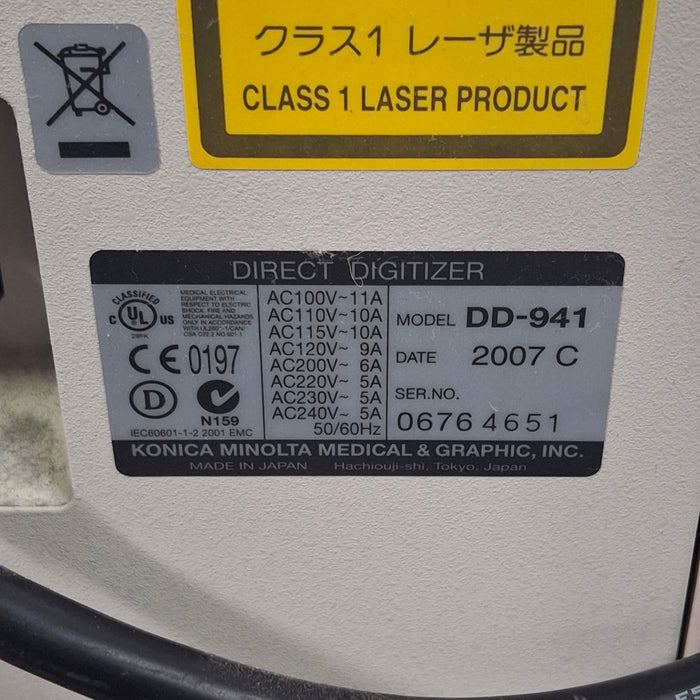 クラス1 レーザ製品
CLASS 1 LASER PRODUCT
DIRECT DIGITIZER
CLASSIFIED
C UL US
MEDICAL ELECTRICAL
EQUIPMENT WITH
RESPECT TO ELECTRIC
SHOCK, FIRE AND
MECHANICAL HAZARDS
ONLY IN ACCORDANCE
WITH UL2601-1/CAN/
CSA C22.2 NO.601.1
CE 0197
D
N159
IEC60601-1-2 2001 EMC
AC100V~11A
AC110V~10A
AC115V~10A
AC120V~ 9A
AC200V~ 6A
AC220V~ 5A
AC230V~ 5A
AC240V~ 5A
50/60Hz
MODEL DD-941
DATE 2007 C
SER.NO.
0676 4651
KONICA MINOLTA MEDICAL & GRAPHIC, INC.
MADE IN JAPAN Hachiouji-shi, Tokyo, Japan